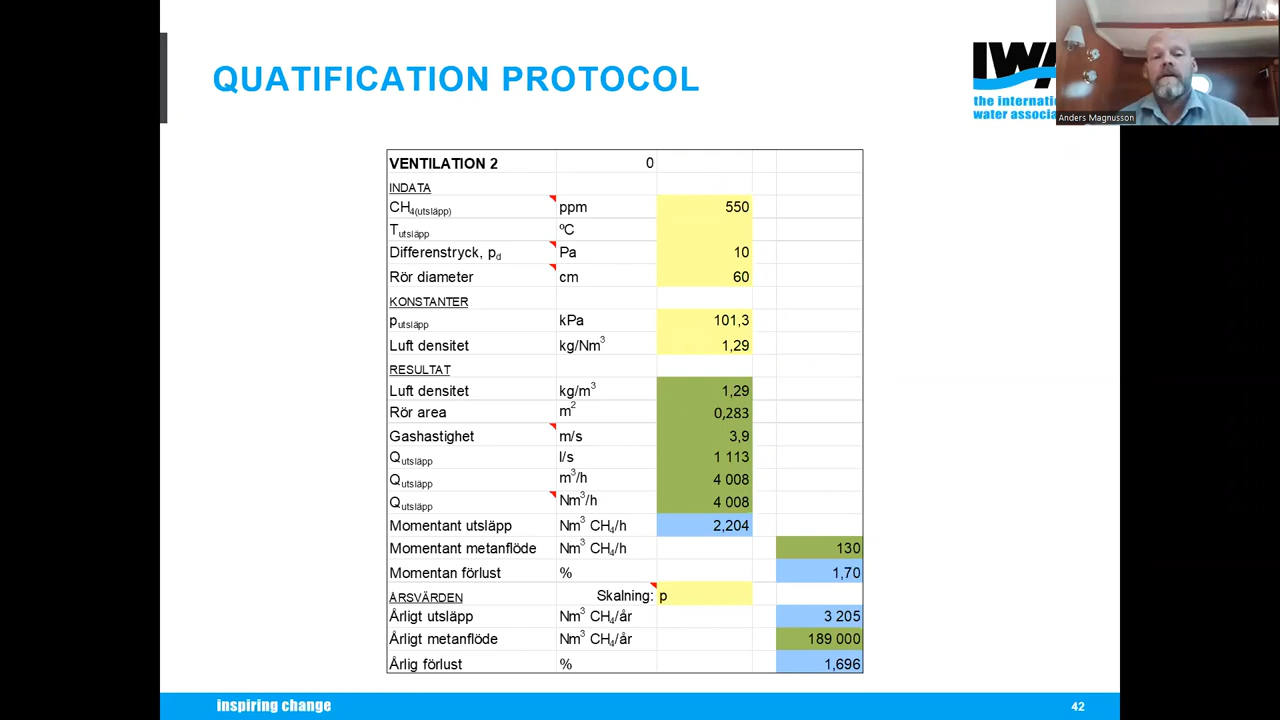 QUATIFICATION PROTOCOL
IWA
the internati
water associa
Anders Magnusson
VENTILATION 2 0
INDATA
CH4(utsläpp) ppm 550
Tutsläpp ºC
Differenstryck, pd Pa 10
Rör diameter cm 60
KONSTANTER
putsläpp kPa 101,3
Luft densitet kg/Nm3 1,29
RESULTAT
Luft densitet kg/m3 1,29
Rör area m2 0,283
Gashastighet m/s 3,9
Qutsläpp l/s 1 113
Qutsläpp m3/h 4 008
Qutsläpp Nm3/h 4 008
Momentant utsläpp Nm3 CH4/h 2,204
Momentant metanflöde Nm3 CH4/h 130
Momentan förlust % 1,70
ÅRSVÄRDEN Skalning: p
Årligt utsläpp Nm3 CH4/år 3 205
Årligt metanflöde Nm3 CH4/år 189 000
Årlig förlust % 1,696
inspiring change 42